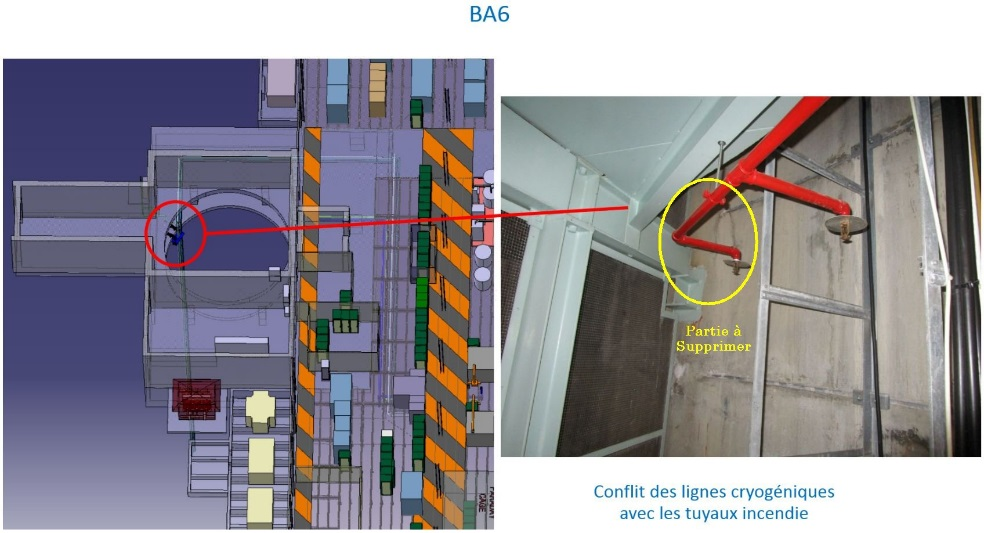 BA6
Partie à
Supprimer
Conflit des lignes cryogéniques
avec les tuyaux incendie